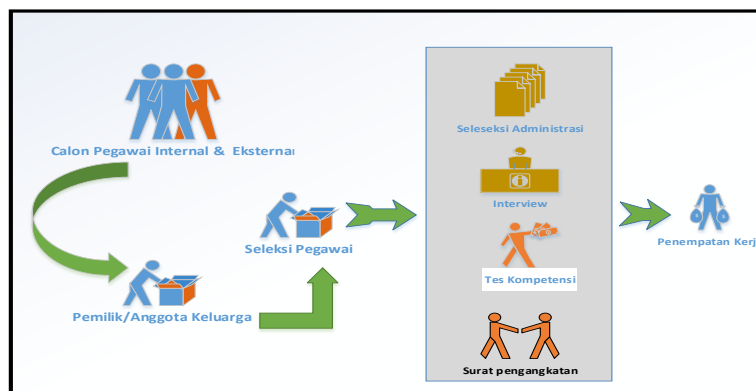 Calon Pegawai Internal & Eksternal
Pemilik/Anggota Keluarga
Seleksi Pegawai
Seleseksi Administrasi
Interview
Tes Kompetensi
Surat pengangkatan
Penempatan Kerj